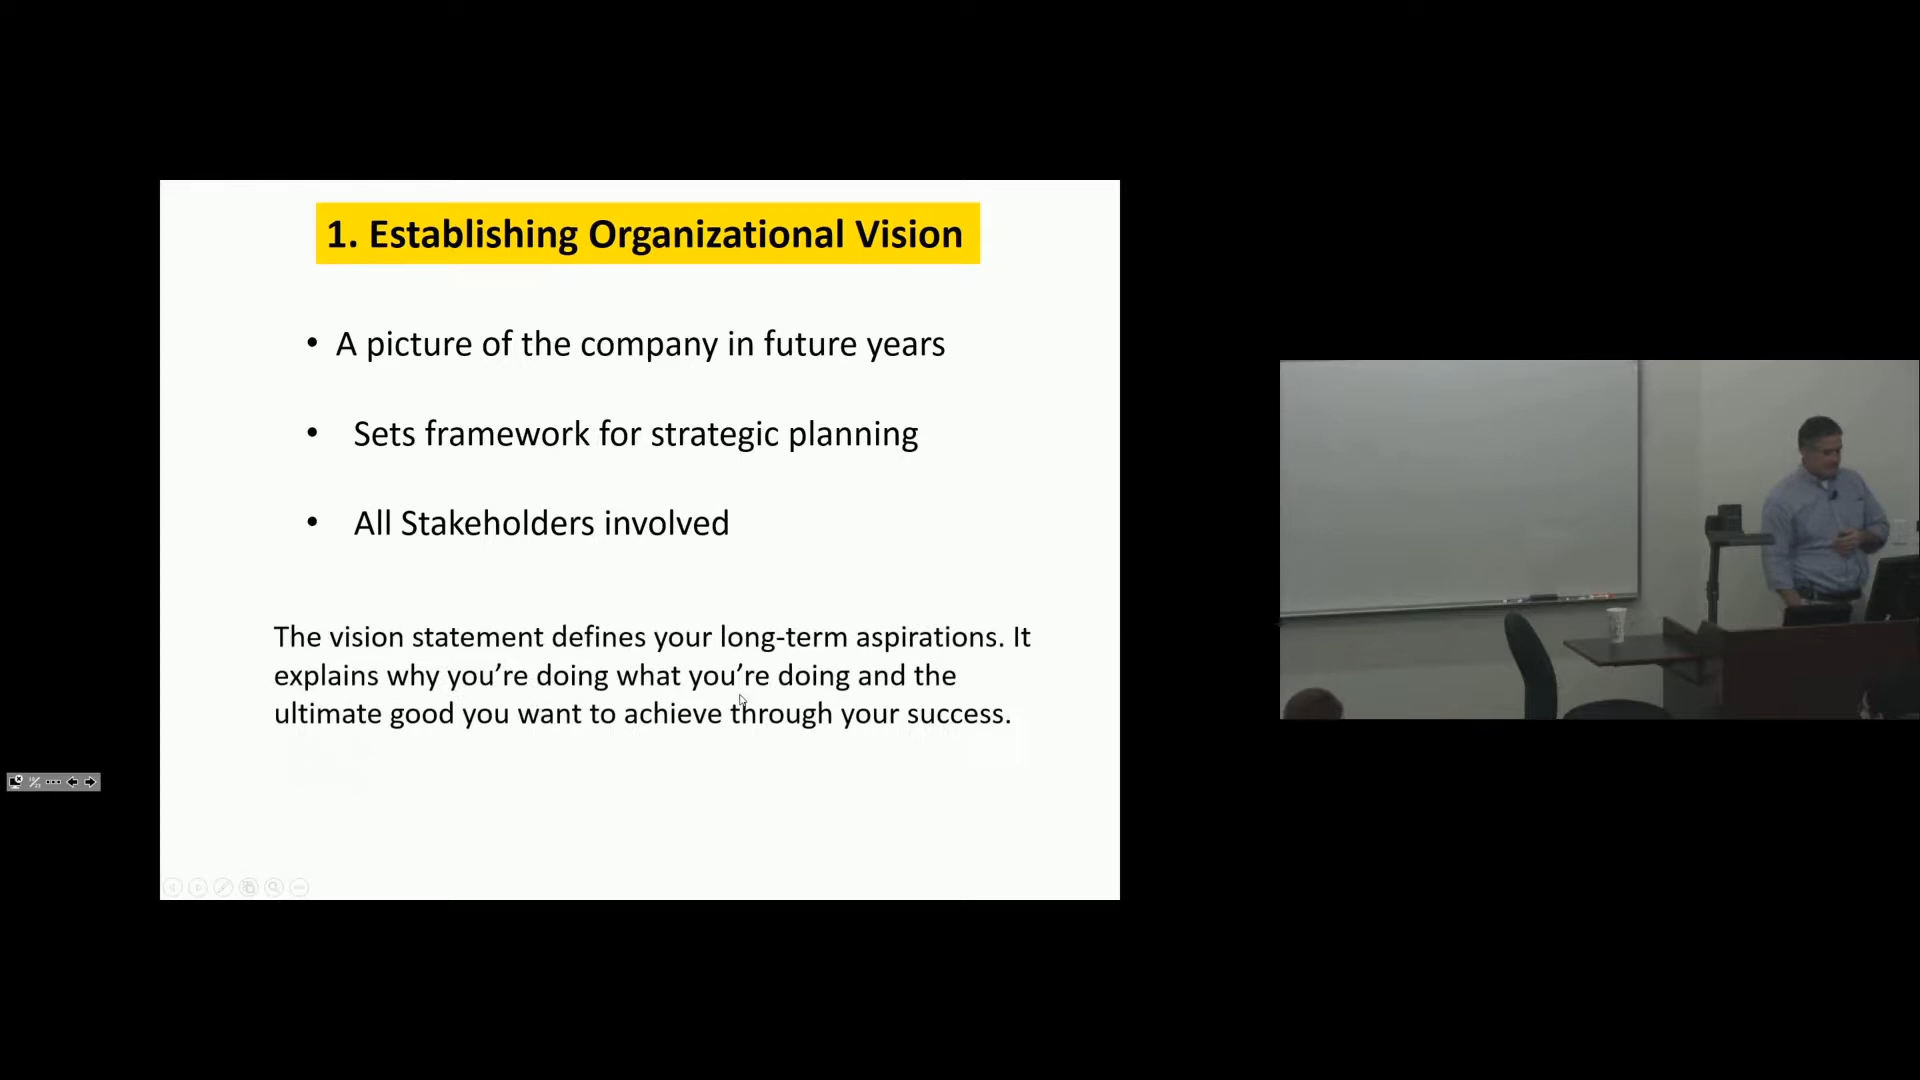 1. Establishing Organizational Vision
• A picture of the company in future years
• Sets framework for strategic planning
• All Stakeholders involved
The vision statement defines your long-term aspirations. It
explains why you’re doing what you’re doing and the
ultimate good you want to achieve through your success.